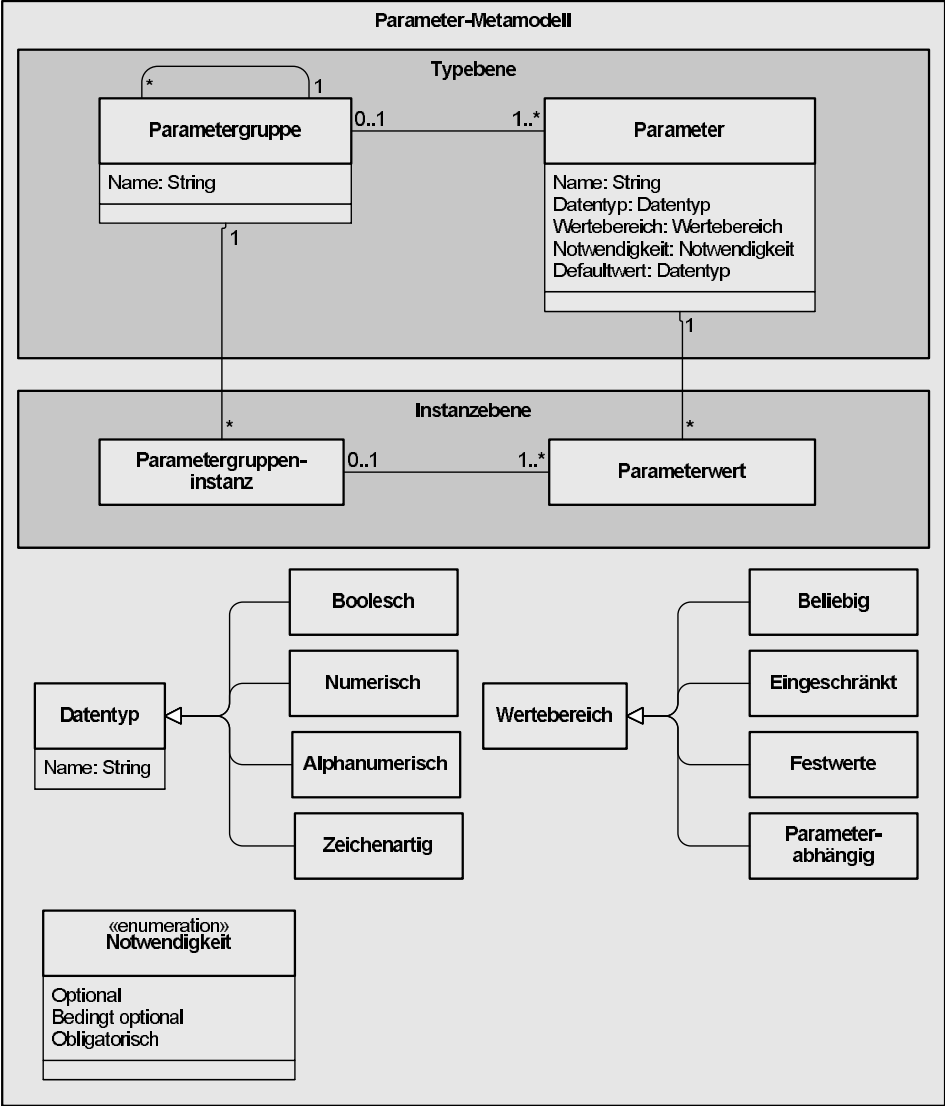 Parameter-Metamodell
Typebene
*
1
Parametergruppe
Name: String
0..1
1..*
Parameter
Name: String
Datentyp: Datentyp
Wertebereich: Wertebereich
Notwendigkeit: Notwendigkeit
Defaultwert: Datentyp
1
1
Instanzebene
*
*
Parametergruppen-
instanz
0..1
1..*
Parameterwert
Datentyp
Name: String
Boolesch
Numerisch
Alphanumerisch
Zeichenartig
Wertebereich
Beliebig
Eingeschränkt
Festwerte
Parameter-
abhängig
«enumeration»
Notwendigkeit
Optional
Bedingt optional
Obligatorisch